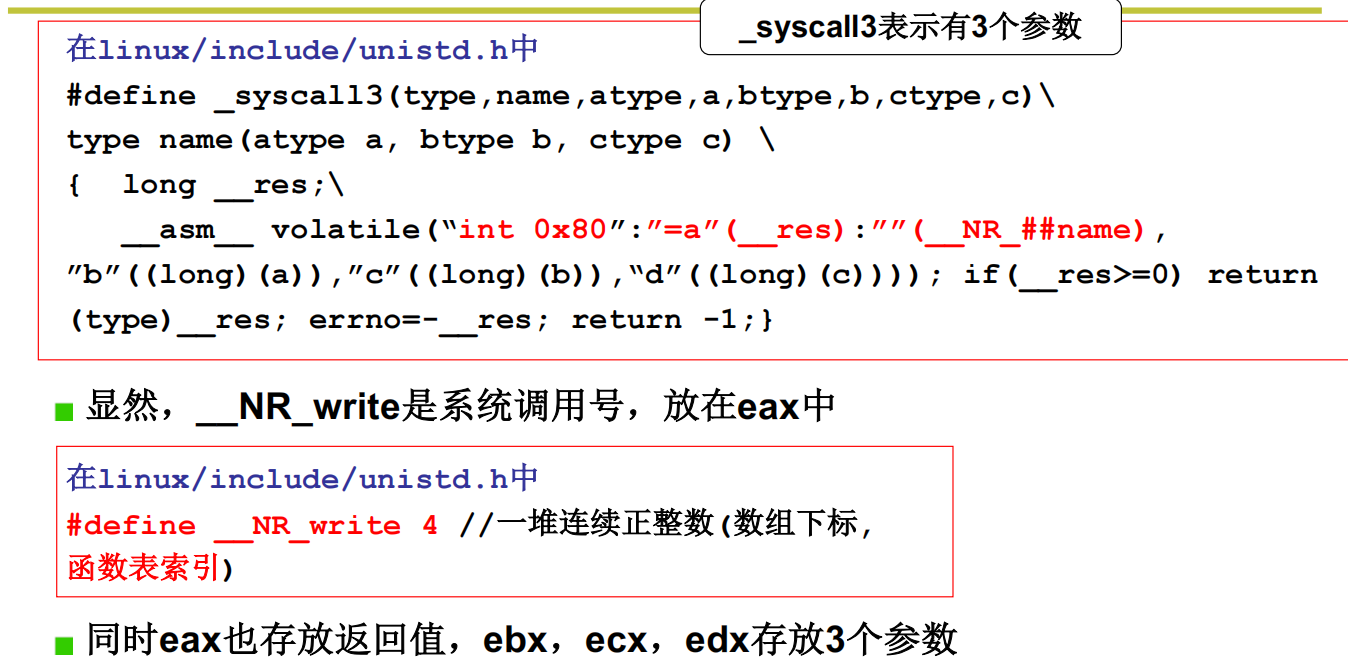 _syscall3表示有3个参数
在linux/include/unistd.h中
#define _syscall3(type,name,atype,a,btype,b,ctype,c)\
type name(atype a, btype b, ctype c) \
{ long __res;\
__asm__ volatile(“int 0x80”:”=a”(__res):””(__NR_##name),
”b”((long)(a)),”c”((long)(b)),“d”((long)(c)))); if(__res>=0) return
(type)__res; errno=-__res; return -1;}
显然，__NR_write是系统调用号，放在eax中
在linux/include/unistd.h中
#define __NR_write 4 //一堆连续正整数(数组下标,
函数表索引)
同时eax也存放返回值，ebx，ecx，edx存放3个参数